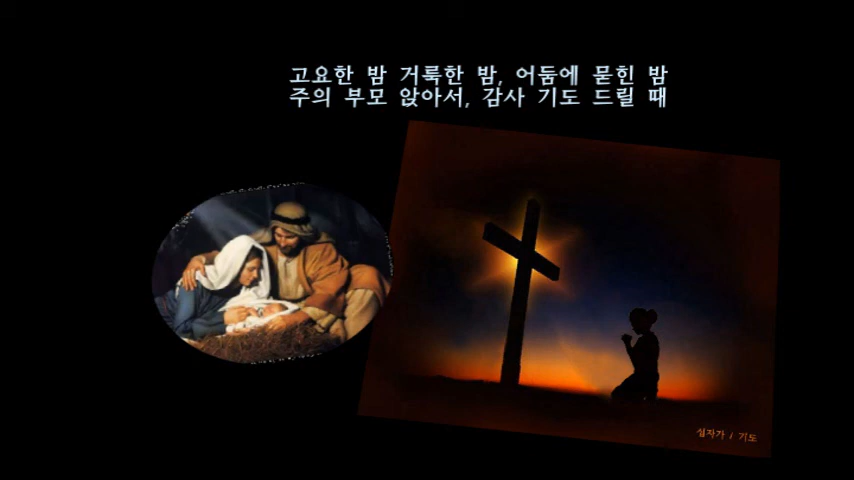 고요한 밤 거룩한 밤, 어둠에 묻힌 밤
주의 부모 앉아서, 감사 기도 드릴 때
십자가 / 기도